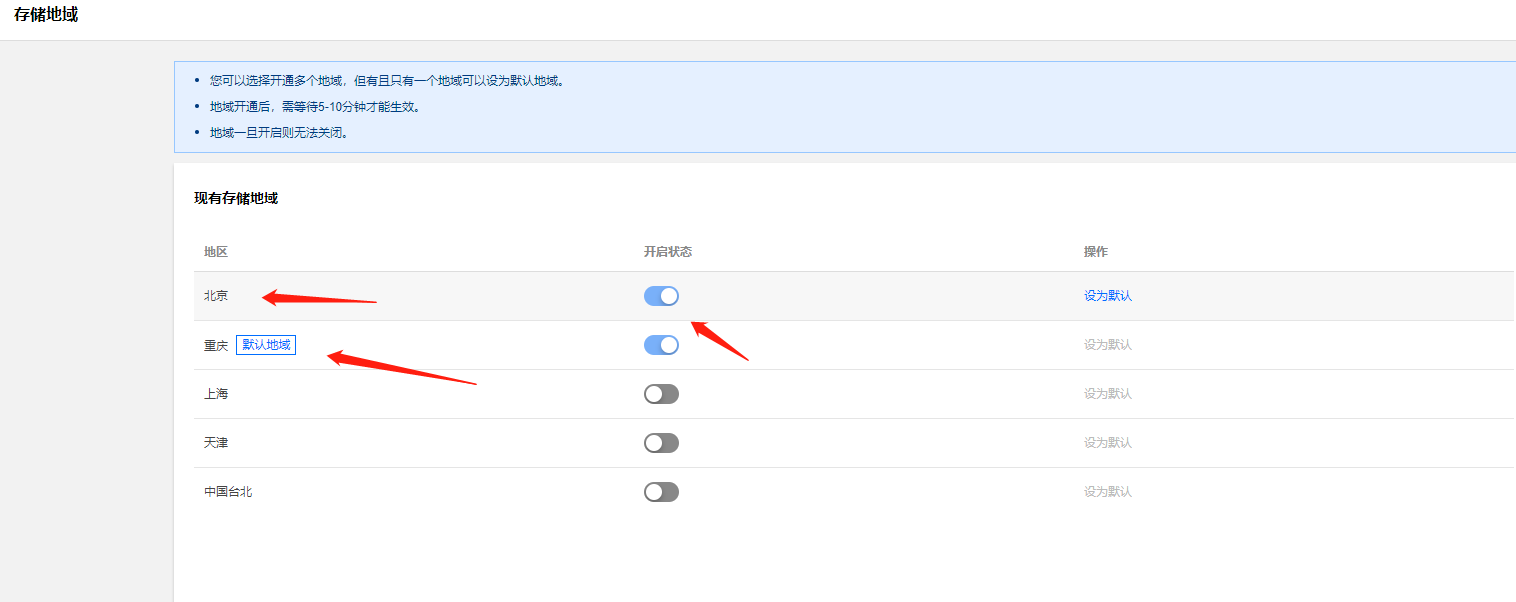 存储地域
您可以选择开通多个地域，但有且只有一个地域可以设为默认地域。
地域开通后，需等待5-10分钟才能生效。
地域一旦开启则无法关闭。
现有存储地域
地区 开启状态 操作
北京 设为默认
重庆 默认地域 设为默认
上海 设为默认
天津 设为默认
中国台北 设为默认